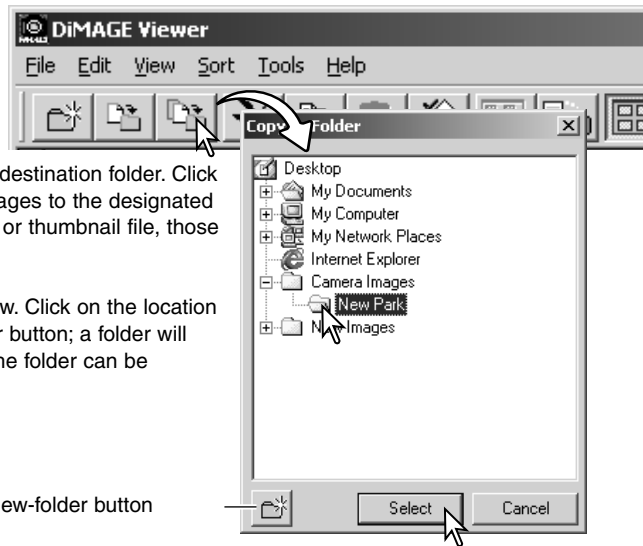 DiMAGE Viewer
File Edit View Sort Tools Help
Copy Folder
destination folder. Click
ages to the designated
or thumbnail file, those
w. Click on the location
r button; a folder will
he folder can be
ew-folder button
Desktop
My Documents
My Computer
My Network Places
Internet Explorer
Camera Images
New Park
Images
Select Cancel